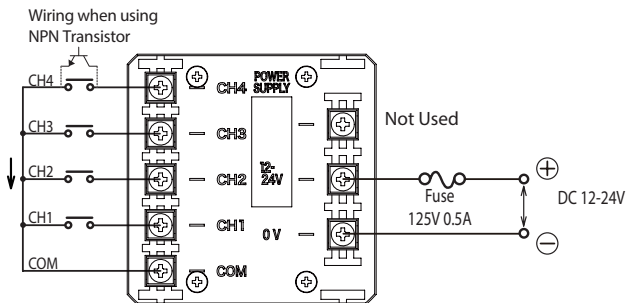 Wiring when using
NPN Transistor
CH4
CH3
CH2
CH1
COM
CH4
CH3
CH2
CH1
COM
POWER
SUPPLY
12-
24V
0 V
Not Used
Fuse
125V 0.5A
+
DC 12-24V
−